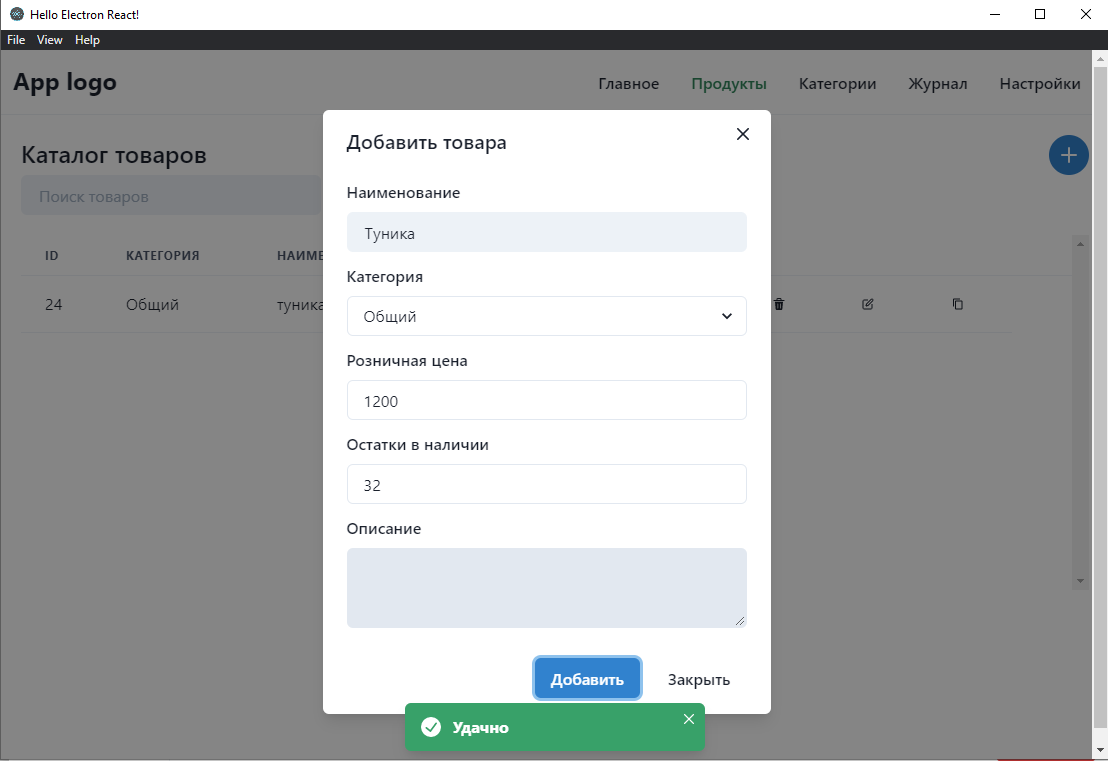 Hello Electron React!
File View Help
App logo
Главное Продукты Категории Журнал Настройки
Каталог товаров
Поиск товаров
ID КАТЕГОРИЯ НАИМЕ
24 Общий туника
Добавить товара
Наименование
Туника
Категория
Общий
Розничная цена
1200
Остатки в наличии
32
Описание
Добавить Закрыть
Удачно